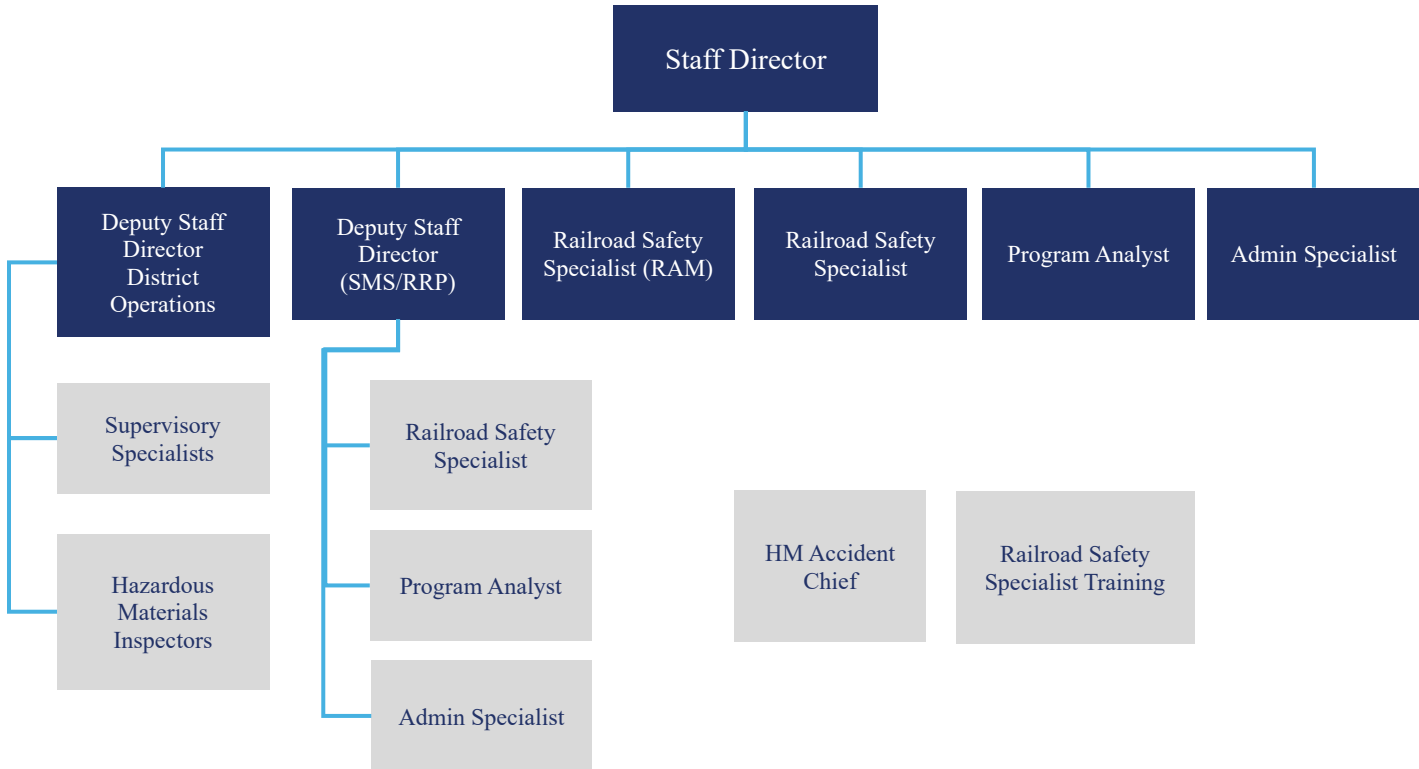 Staff Director
Deputy Staff
Director
District
Operations
Deputy Staff
Director
(SMS/RRP)
Railroad Safety
Specialist (RAM)
Railroad Safety
Specialist
Program Analyst
Admin Specialist
Supervisory
Specialists
Hazardous
Materials
Inspectors
Railroad Safety
Specialist
Program Analyst
Admin Specialist
HM Accident
Chief
Railroad Safety
Specialist Training